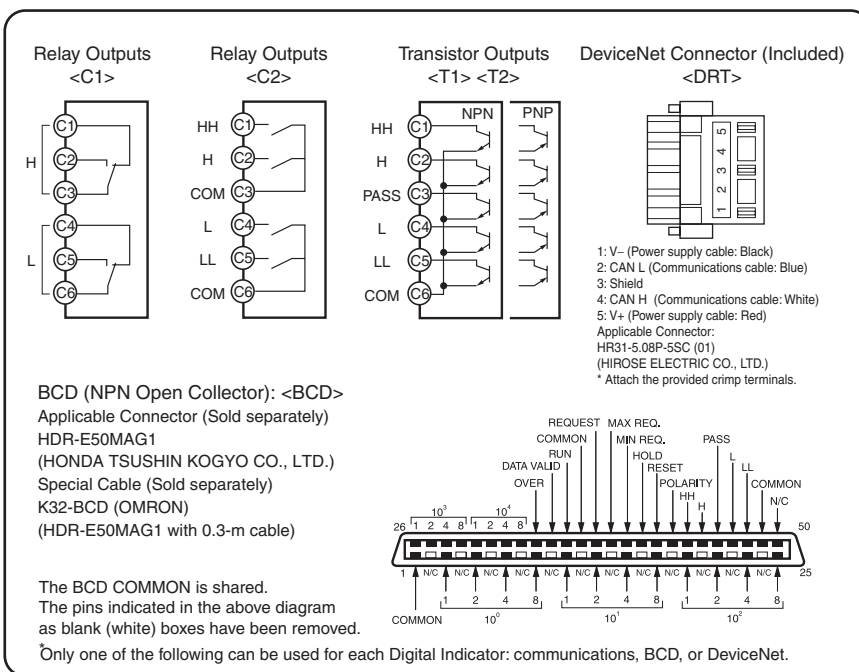 Relay Outputs
<C1>
Relay Outputs
<C2>
Transistor Outputs
<T1> <T2>
DeviceNet Connector (Included)
<DRT>
H
L
C1
C2
C3
C4
C5
C6
HH
H
COM
L
LL
COM
C1
C2
C3
C4
C5
C6
NPN
PNP
HH
H
PASS
L
LL
COM
C1
C2
C3
C4
C5
C6
1 2 3 4 5
1: V– (Power supply cable: Black)
2: CAN L (Communications cable: Blue)
3: Shield
4: CAN H (Communications cable: White)
5: V+ (Power supply cable: Red)
Applicable Connector:
HR31-5.08P-5SC (01)
(HIROSE ELECTRIC CO., LTD.)
* Attach the provided crimp terminals.
BCD (NPN Open Collector): <BCD>
Applicable Connector (Sold separately)
HDR-E50MAG1
(HONDA TSUSHIN KOGYO CO., LTD.)
Special Cable (Sold separately)
K32-BCD (OMRON)
(HDR-E50MAG1 with 0.3-m cable)
The BCD COMMON is shared.
The pins indicated in the above diagram
as blank (white) boxes have been removed.
REQUEST MAX REQ.
COMMON MIN REQ. PASS
RUN HOLD L
DATA VALID RESET LL
OVER POLARITY COMMON
HH N/C
H
10³ 10⁴
26 1 2 4 8 1 2 4 8 50
1 N/C N/C N/C N/C N/C N/C N/C N/C N/C N/C N/C N/C 25
COMMON 1 2 4 8 1 2 4 8 1 2 4 8
10⁰ 10¹ 10²
*Only one of the following can be used for each Digital Indicator: communications, BCD, or DeviceNet.